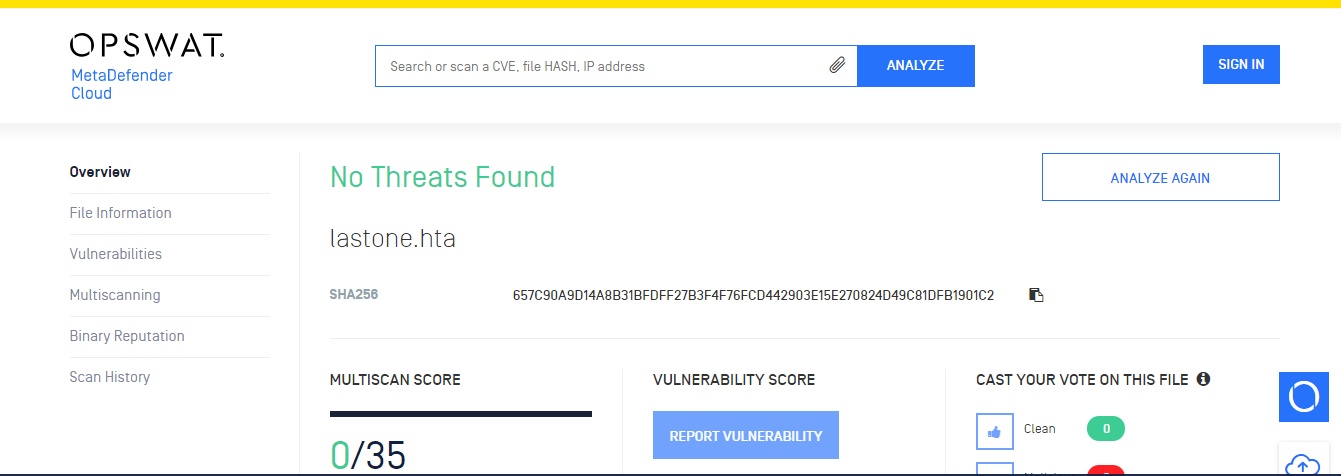 OPSWAT.
MetaDefender
Cloud
Search or scan a CVE, file HASH, IP address
ANALYZE
SIGN IN
Overview
File Information
Vulnerabilities
Multiscanning
Binary Reputation
Scan History
No Threats Found
ANALYZE AGAIN
lastone.hta
SHA256 657C90A9D14A8B31BFDFF27B3F4F76FCD442903E15E270824D49C81DFB1901C2
MULTISCAN SCORE
0/35
VULNERABILITY SCORE
REPORT VULNERABILITY
CAST YOUR VOTE ON THIS FILE
Clean 0